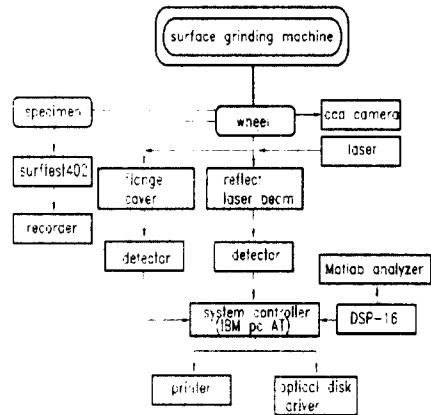 surface grinding machine
specimen
wheel
ccd camera
laser
surftest402
flange
cover
reflect
laser beam
recorder
detector
detector
Matlab analyzer
system controller
(IBM pc AT)
DSP-16
printer
optical disk
driver